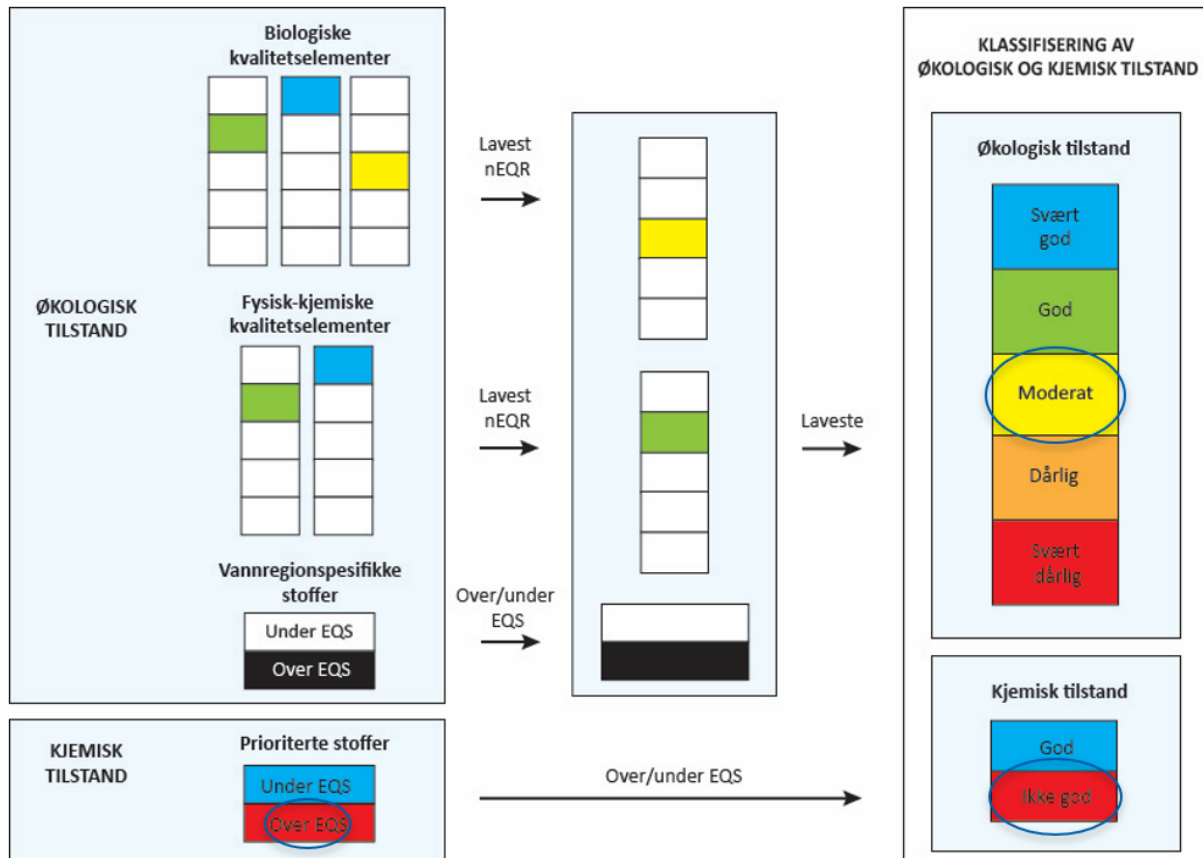 Biologiske
kvalitetselementer
Lavest
nEQR
ØKOLOGISK
TILSTAND
Fysisk-kjemiske
kvalitetselementer
Lavest
nEQR
Vannregionspesifikke
stoffer
Under EQS
Over EQS
Over/under
EQS
Laveste
KLASSIFISERING AV
ØKOLOGISK OG KJEMISK TILSTAND
Økologisk tilstand
Svært
god
God
Moderat
Dårlig
Svært
dårlig
KJEMISK
TILSTAND
Prioriterte stoffer
Under EQS
Over EQS
Over/under EQS
Kjemisk tilstand
God
Ikke god